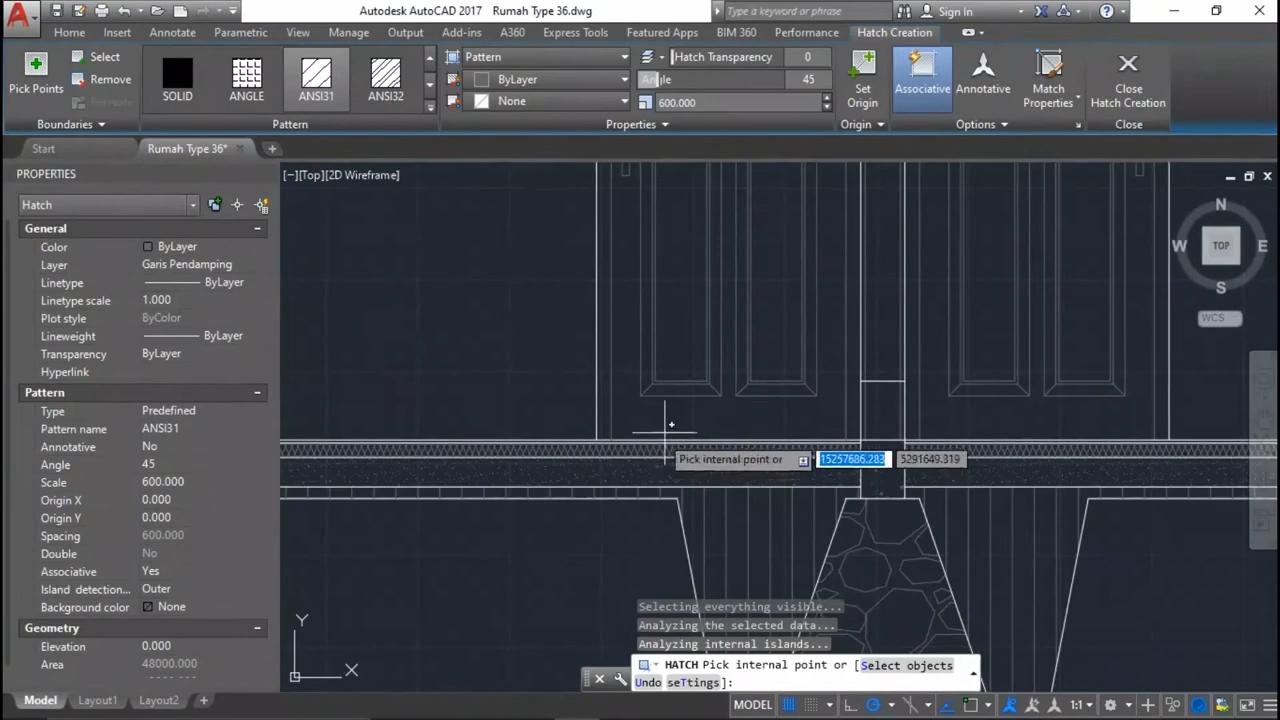 Autodesk AutoCAD 2017 Rumah Type 36.dwg
Type a keyword or phrase
Sign In
Home Insert Annotate Parametric View Manage Output Add-ins A360 Express Tools Featured Apps BIM 360 Performance Hatch Creation
Pick Points
Select
Remove
Recreate
Boundaries
SOLID
ANGLE
ANSI31
ANSI32
Pattern
Pattern
ByLayer
None
Hatch Transparency 0
Angle 45
600.000
Properties
Set
Origin
Origin
Associative
Annotative
Match
Properties
Options
Close
Hatch Creation
Close
Start
Rumah Type 36*
PROPERTIES
Hatch
General
Color ByLayer
Layer Garis Pendamping
Linetype ByLayer
Linetype scale 1.000
Plot style ByColor
Lineweight ByLayer
Transparency ByLayer
Hyperlink
Pattern
Type Predefined
Pattern name ANSI31
Annotative No
Angle 45
Scale 600.000
Origin X 0.000
Origin Y 0.000
Spacing 600.000
Double No
Associative Yes
Island detection... Outer
Background color None
Geometry
Elevation 0.000
Area 48000.000
[−][Top][2D Wireframe]
N
W TOP E
S
WCS
Pick internal point or 15257686.283 5291649.319
Y
X
Selecting everything visible...
Analyzing the selected data...
Analyzing internal islands...
HATCH Pick internal point or [Select objects
Undo seTtings]:
Model Layout1 Layout2
MODEL
1:1